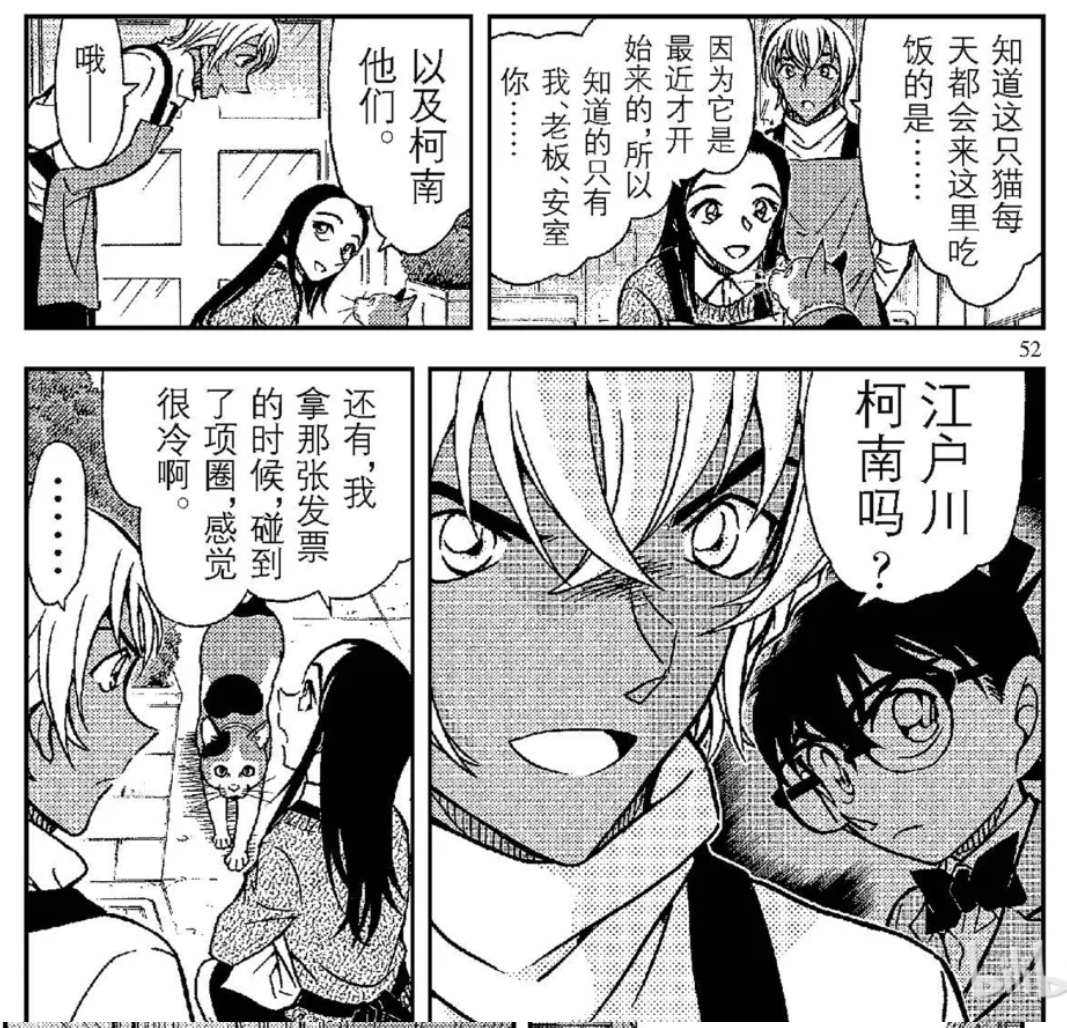 知道这只猫每
天都会来这里吃
饭的是……
因为它是
最近才开
始来的，所以
知道的只有
我、老板、安室
你……
以及柯南
他们。
哦——
52
江户川
柯南吗？
还有，我
拿那张发票
的时候，碰到
了项圈，感觉
很冷啊。
……